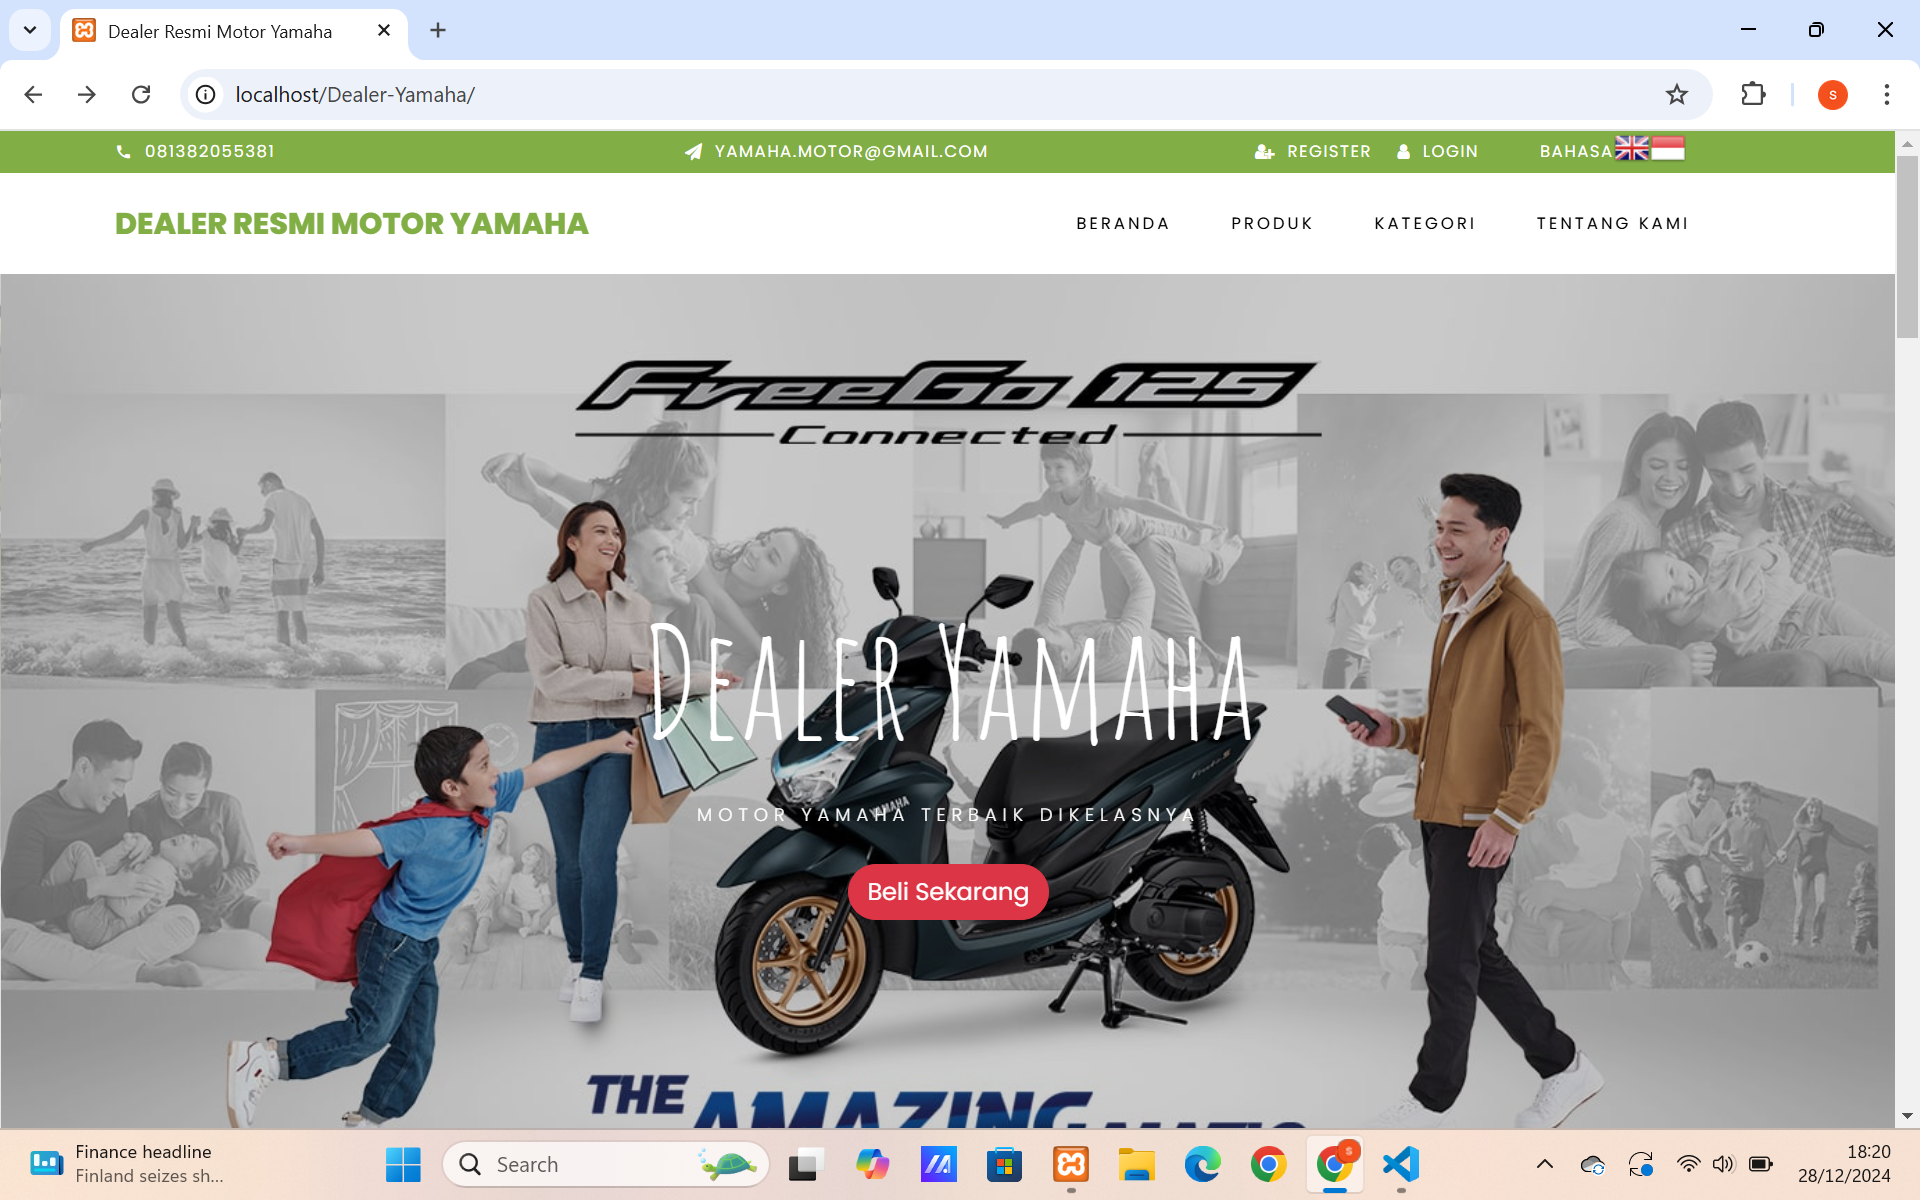 Dealer Resmi Motor Yamaha
localhost/Dealer-Yamaha/
S
081382055381
YAMAHA.MOTOR@GMAIL.COM
REGISTER
LOGIN
BAHASA
DEALER RESMI MOTOR YAMAHA
BERANDA
PRODUK
KATEGORI
TENTANG KAMI
FreeGo 125
Connected
DEALER YAMAHA
YAMAHA
MOTOR YAMAHA TERBAIK DIKELASNYA
Beli Sekarang
THE
AMAZING
Finance headline
Finland seizes sh...
Search
S
18:20
28/12/2024